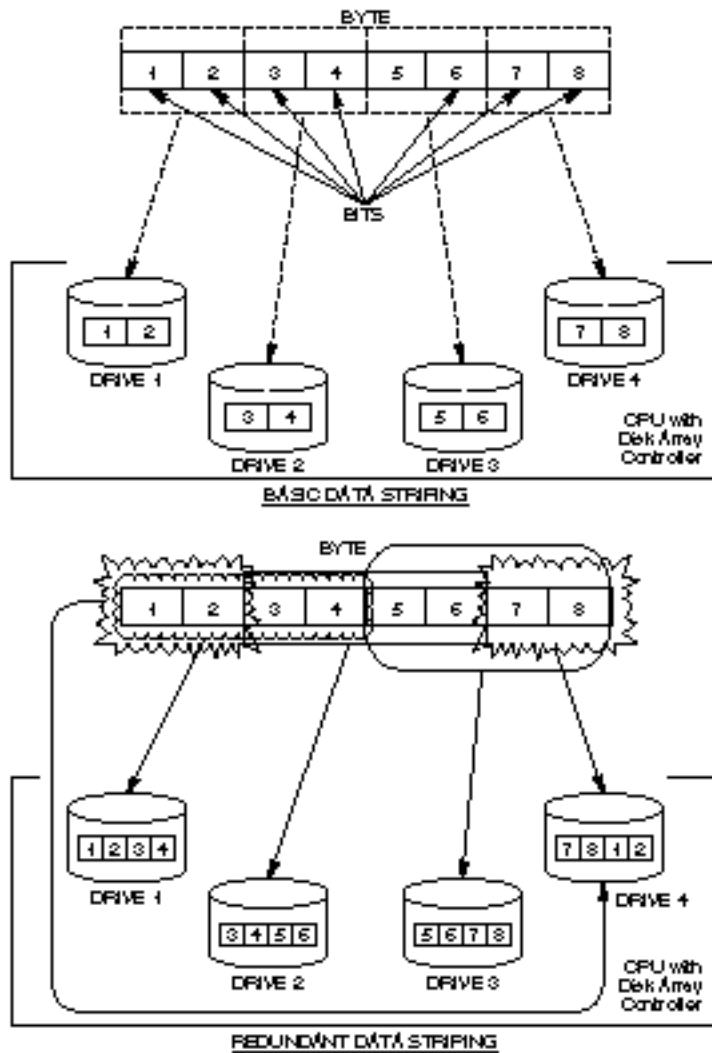 BYTE
1 2 3 4 5 6 7 8
BITS
1 2
7 8
DRIVE 1
DRIVE 4
3 4
5 6
CPU with
Disk Array
Controller
DRIVE 2
DRIVE 3
BASIC DATA STRIPING
BYTE
1 2 3 4 5 6 7 8
1 2 3 4
7 8 1 2
DRIVE 1
DRIVE 4
3 4 5 6
5 6 7 8
CPU with
Disk Array
Controller
DRIVE 2
DRIVE 3
REDUNDANT DATA STRIPING